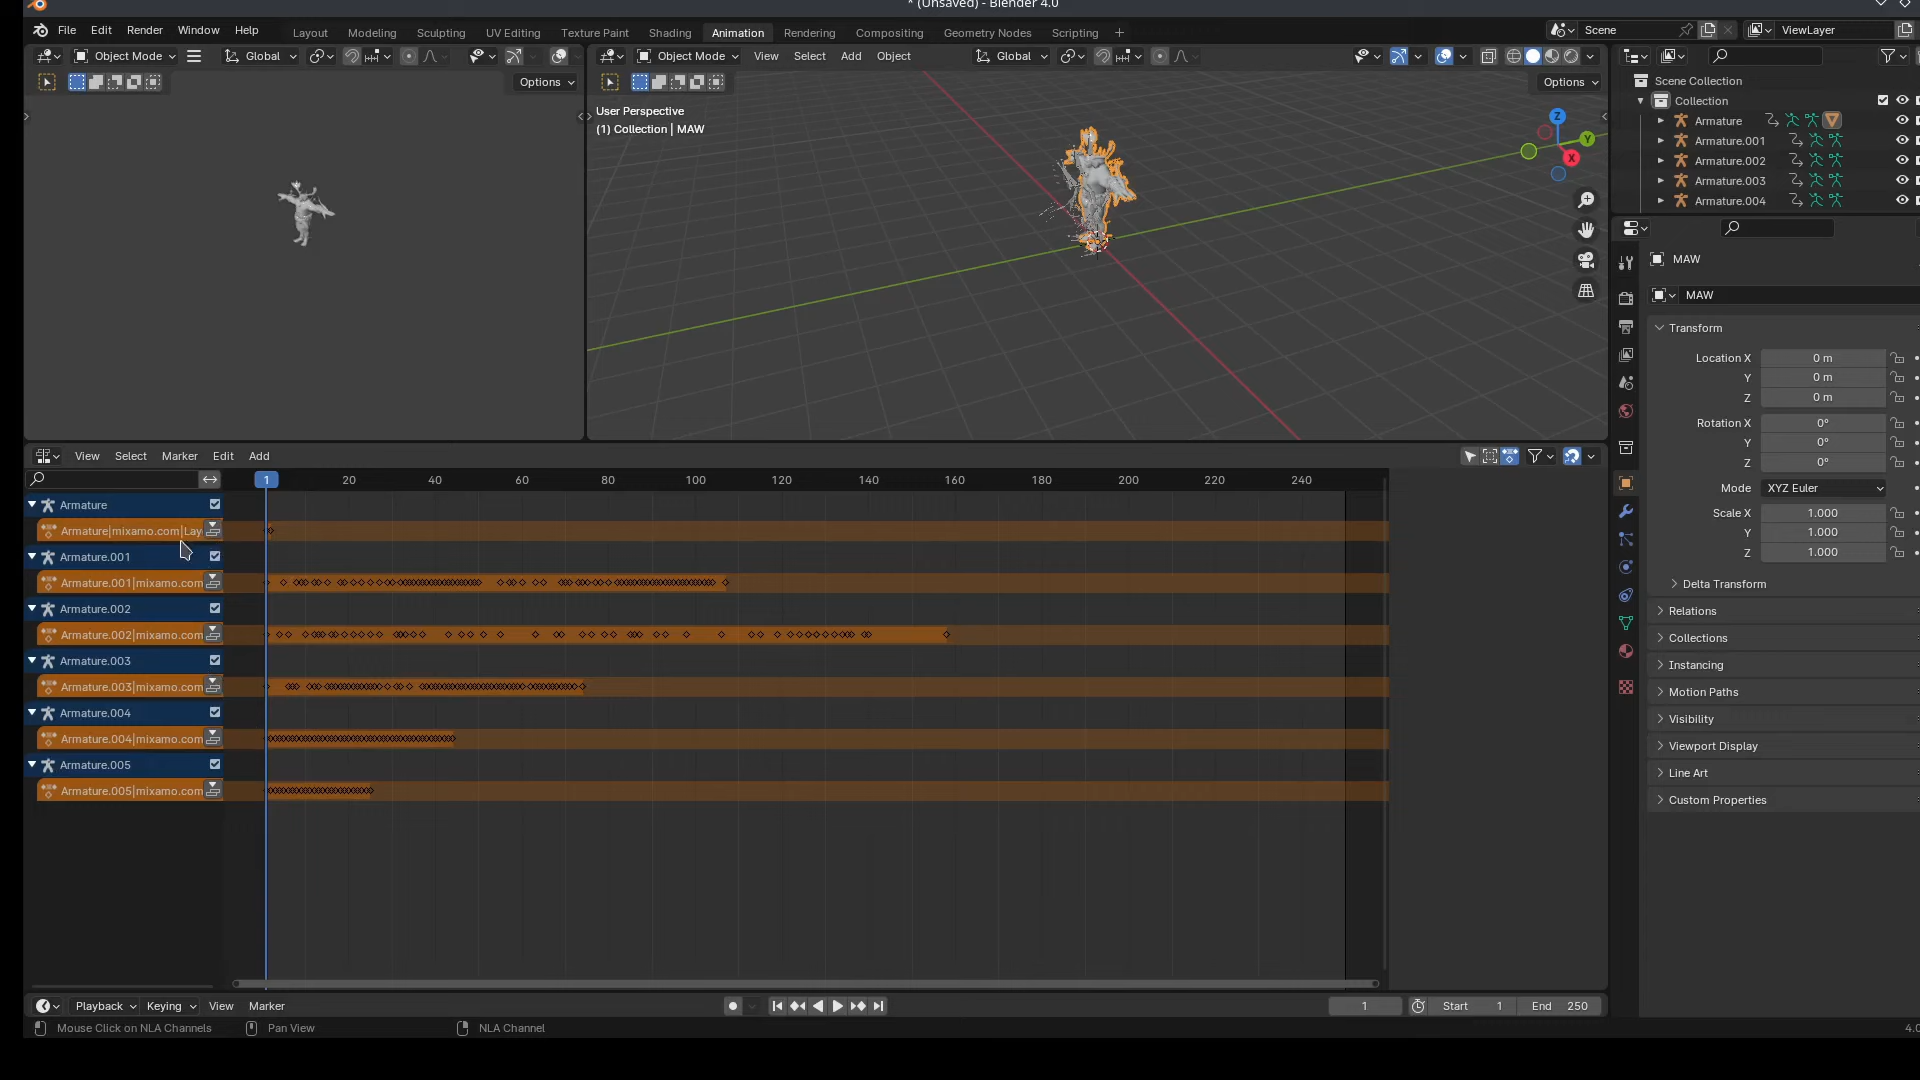 * (Unsaved) - Blender 4.0
File Edit Render Window Help
Layout Modeling Sculpting UV Editing Texture Paint Shading Animation Rendering Compositing Geometry Nodes Scripting +
Scene
ViewLayer
Object Mode Global
Object Mode View Select Add Object Global
Options
Options
User Perspective
(1) Collection | MAW
Z
Y
X
Scene Collection
Collection
Armature
Armature.001
Armature.002
Armature.003
Armature.004
MAW
MAW
Transform
Location X 0 m
Y 0 m
Z 0 m
Rotation X 0°
Y 0°
Z 0°
Mode XYZ Euler
Scale X 1.000
Y 1.000
Z 1.000
Delta Transform
Relations
Collections
Instancing
Motion Paths
Visibility
Viewport Display
Line Art
Custom Properties
View Select Marker Edit Add
1 20 40 60 80 100 120 140 160 180 200 220 240
Armature
Armature|mixamo.com|Lay
Armature.001
Armature.001|mixamo.com
Armature.002
Armature.002|mixamo.com
Armature.003
Armature.003|mixamo.com
Armature.004
Armature.004|mixamo.com
Armature.005
Armature.005|mixamo.com
Playback Keying View Marker
1 Start 1 End 250
Mouse Click on NLA Channels Pan View NLA Channel
4.0